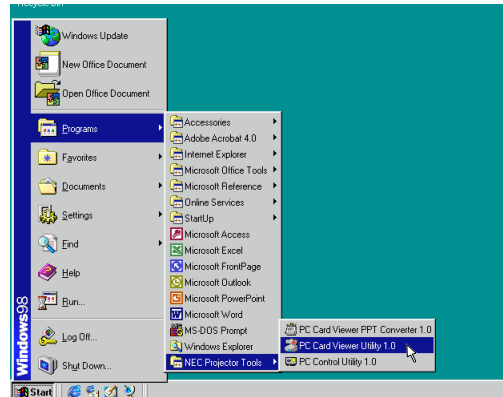 Recycle Bin
Windows Update
New Office Document
Open Office Document
Programs
Favorites
Documents
Settings
Find
Help
Run...
Log Off...
Shut Down...
Windows98
Accessories
Adobe Acrobat 4.0
Internet Explorer
Microsoft Office Tools
Microsoft Reference
Online Services
StartUp
Microsoft Access
Microsoft Excel
Microsoft FrontPage
Microsoft Outlook
Microsoft PowerPoint
Microsoft Word
MS-DOS Prompt
Windows Explorer
NEC Projector Tools
PC Card Viewer PPT Converter 1.0
PC Card Viewer Utility 1.0
PC Control Utility 1.0
Start